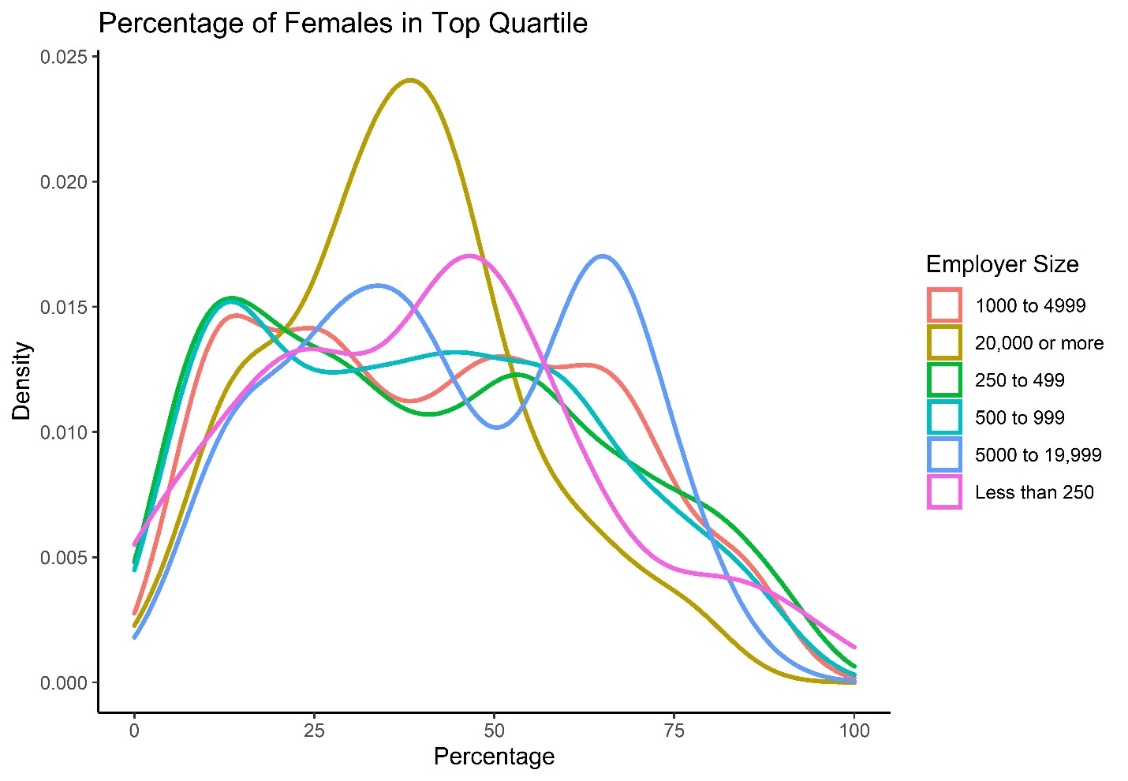 Percentage of Females in Top Quartile
0.025
0.020
0.015
0.010
0.005
0.000
Density
0 25 50 75 100
Percentage
Employer Size
1000 to 4999
20,000 or more
250 to 499
500 to 999
5000 to 19,999
Less than 250